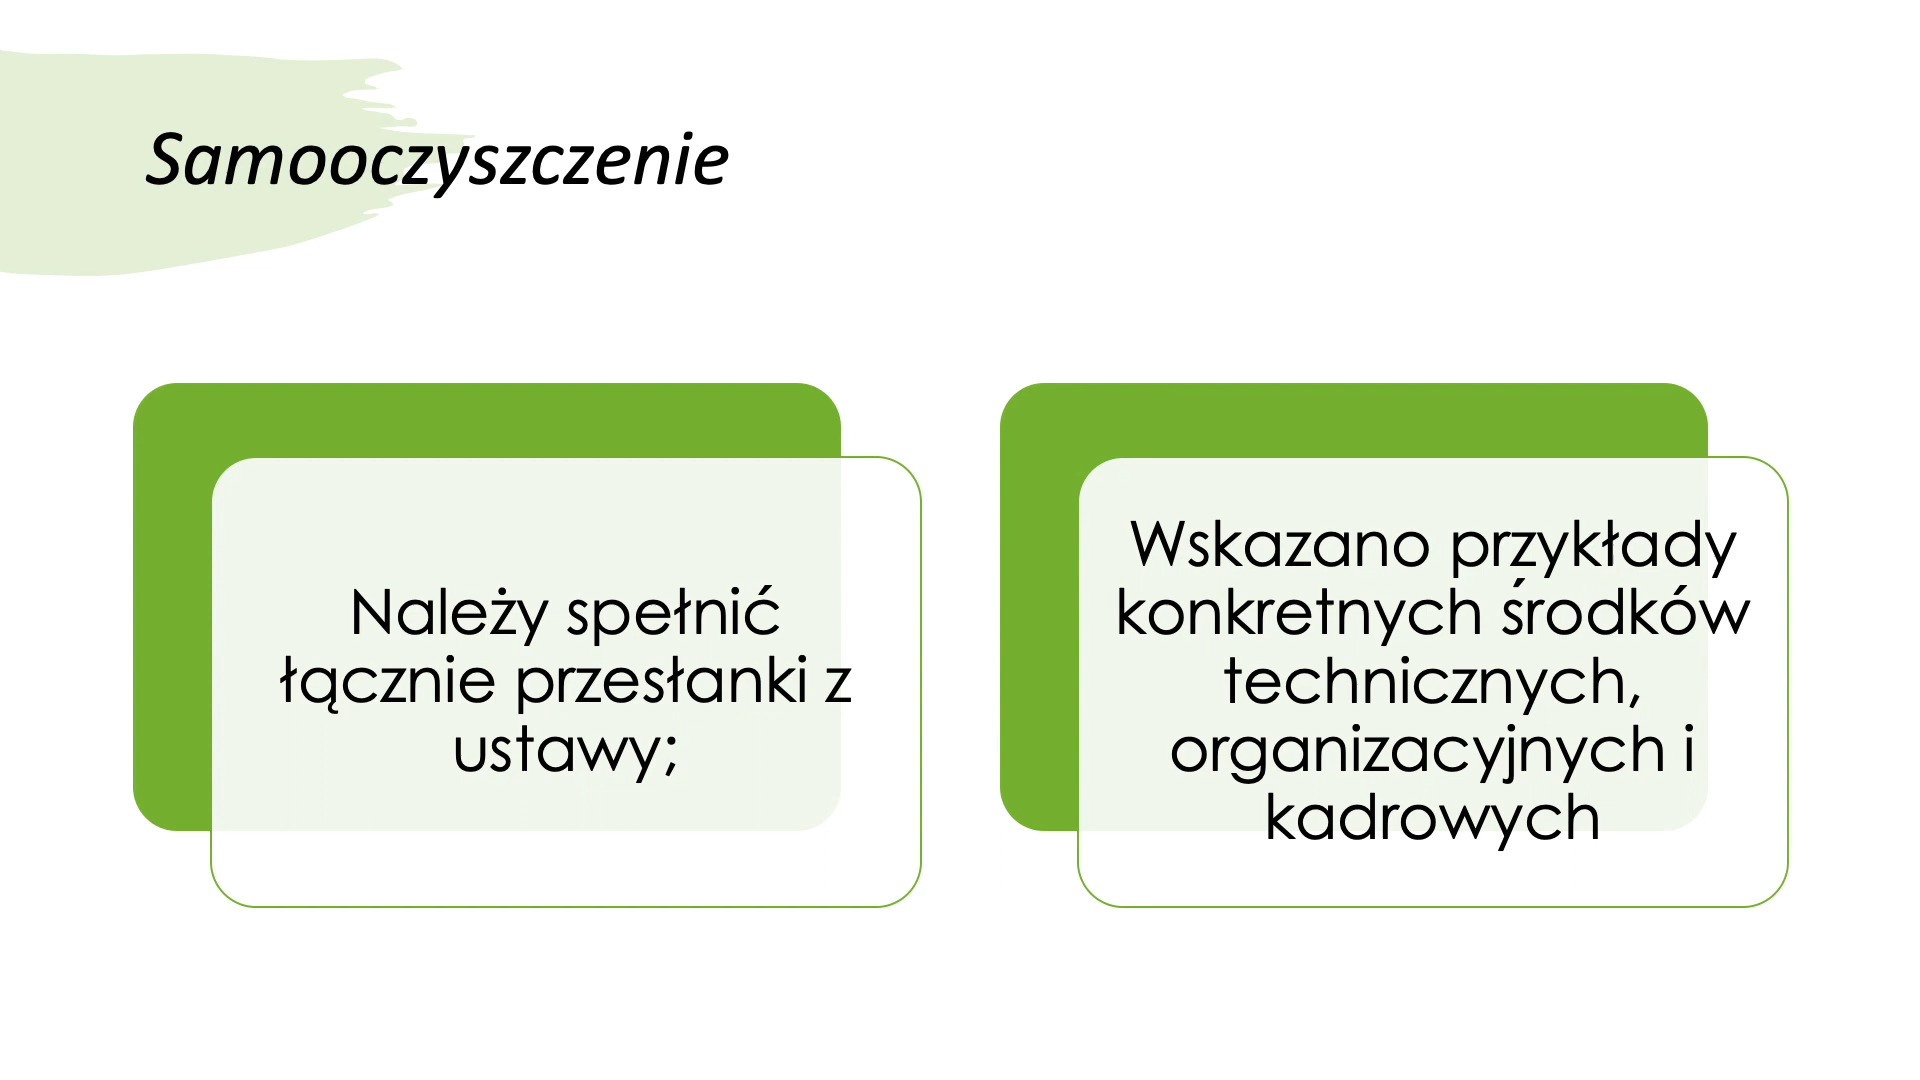 Samooczyszczenie
Należy spełnić
łącznie przesłanki z
ustawy;
Wskazano przykłady
konkretnych środków
technicznych,
organizacyjnych i
kadrowych